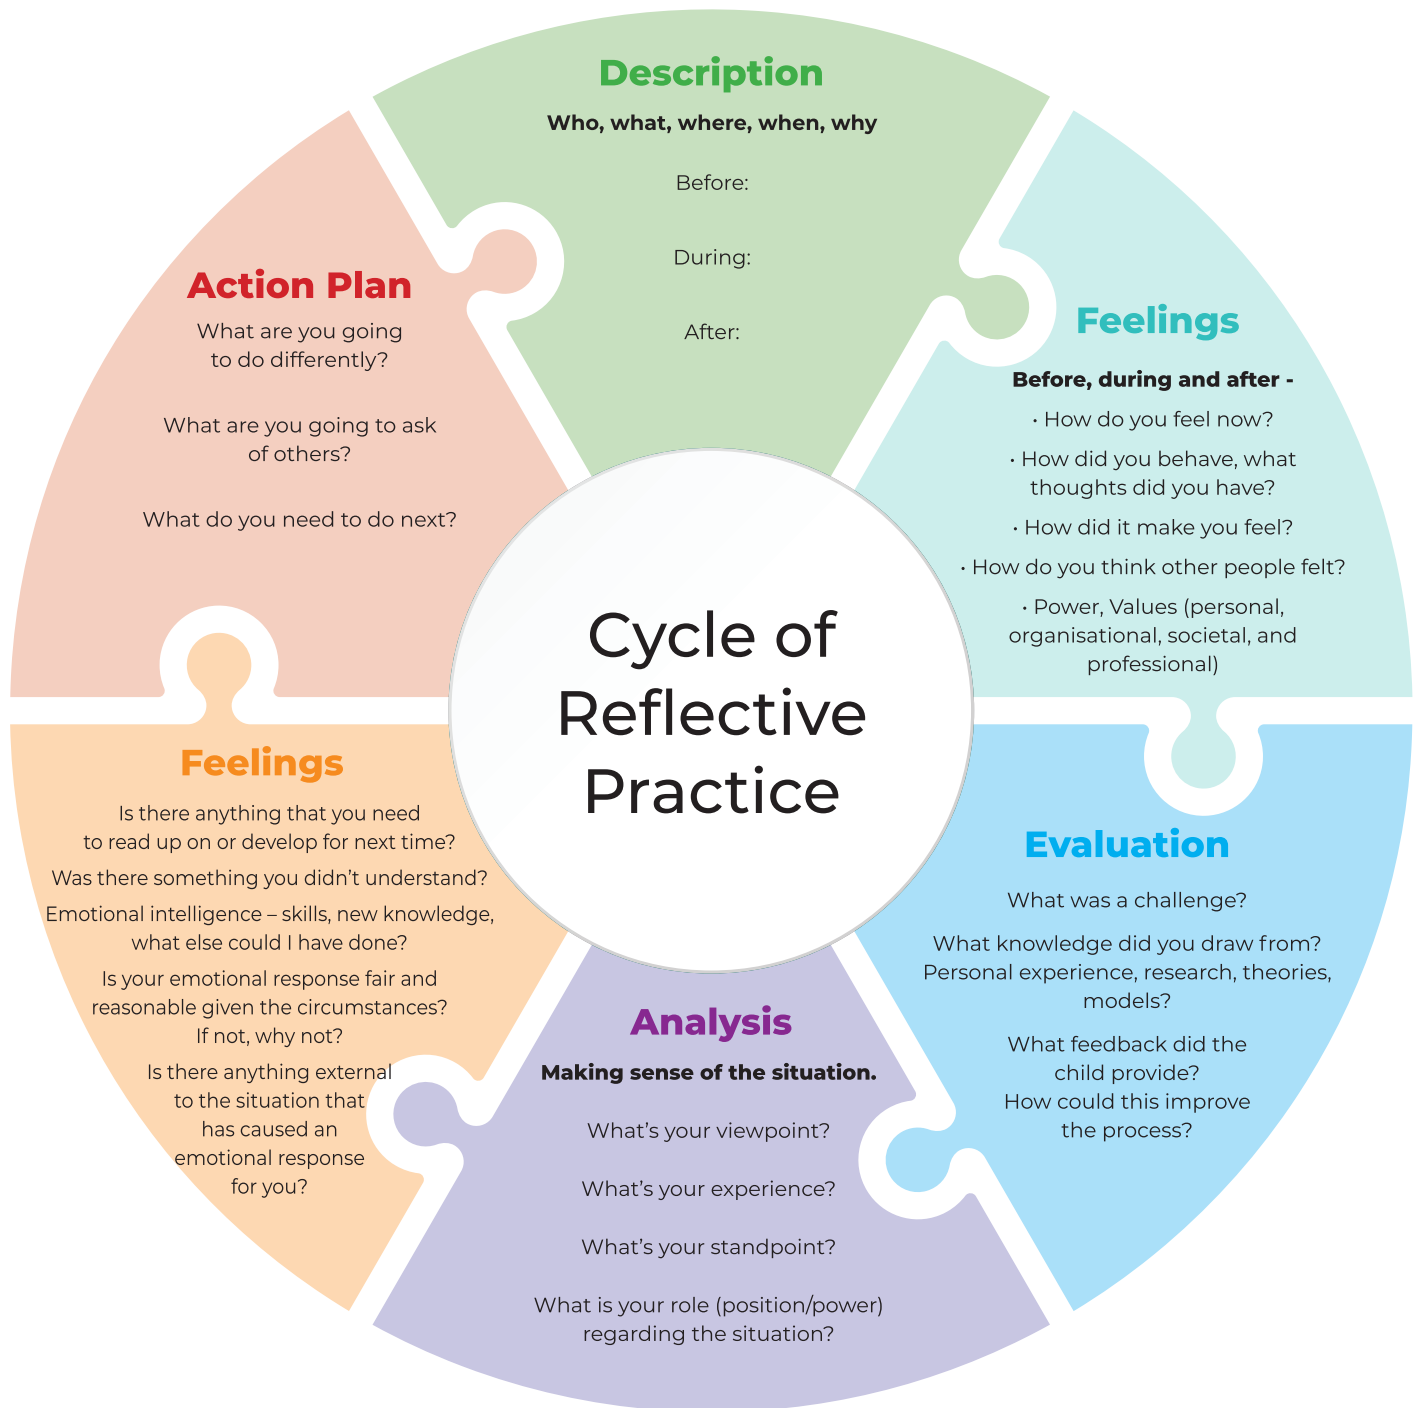 Description
Who, what, where, when, why
Before:
During:
After:
Feelings
Before, during and after -
• How do you feel now?
• How did you behave, what
thoughts did you have?
• How did it make you feel?
• How do you think other people felt?
• Power, Values (personal,
organisational, societal, and
professional)
Evaluation
What was a challenge?
What knowledge did you draw from?
Personal experience, research, theories,
models?
What feedback did the
child provide?
How could this improve
the process?
Analysis
Making sense of the situation.
What’s your viewpoint?
What’s your experience?
What’s your standpoint?
What is your role (position/power)
regarding the situation?
Feelings
Is there anything that you need
to read up on or develop for next time?
Was there something you didn’t understand?
Emotional intelligence – skills, new knowledge,
what else could I have done?
Is your emotional response fair and
reasonable given the circumstances?
If not, why not?
Is there anything external
to the situation that
has caused an
emotional response
for you?
Action Plan
What are you going
to do differently?
What are you going to ask
of others?
What do you need to do next?
Cycle of
Reflective
Practice